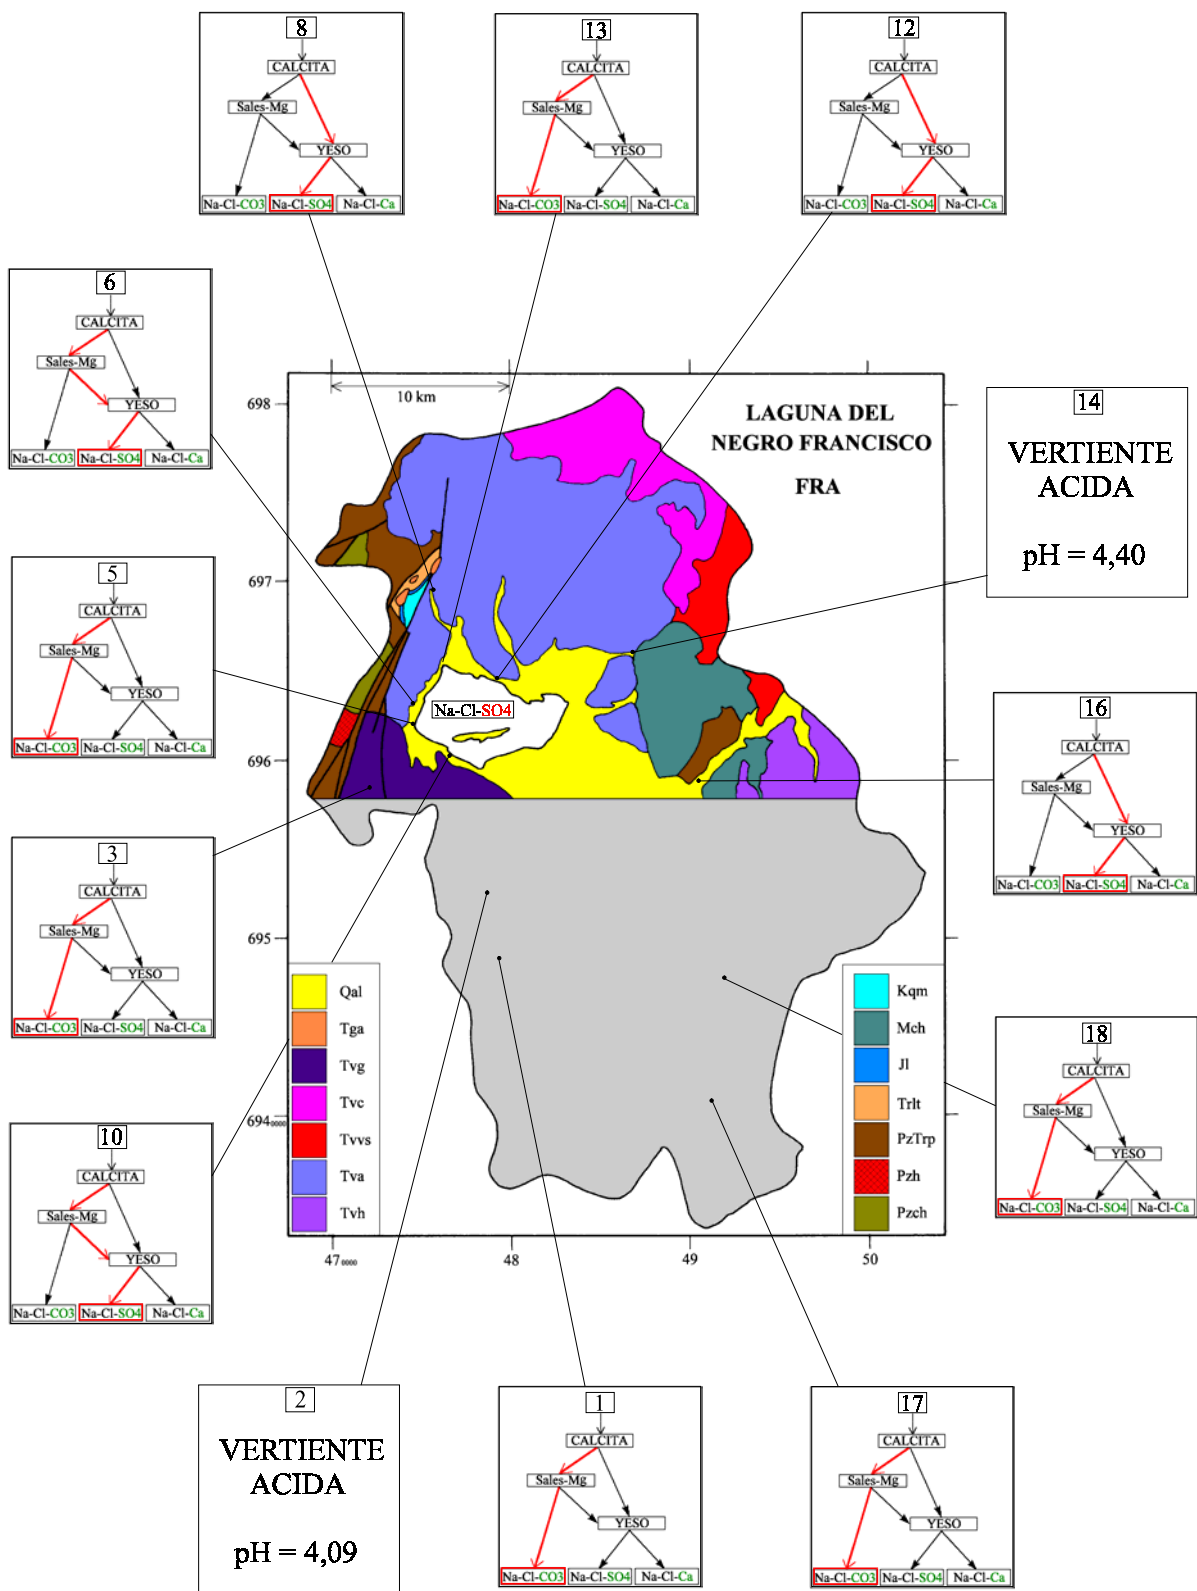 8
CALCITA
Sales-Mg
YESO
Na-Cl-CO3 Na-Cl-SO4 Na-Cl-Ca
13
CALCITA
Sales-Mg
YESO
Na-Cl-CO3 Na-Cl-SO4 Na-Cl-Ca
12
CALCITA
Sales-Mg
YESO
Na-Cl-CO3 Na-Cl-SO4 Na-Cl-Ca
6
CALCITA
Sales-Mg
YESO
Na-Cl-CO3 Na-Cl-SO4 Na-Cl-Ca
5
CALCITA
Sales-Mg
YESO
Na-Cl-CO3 Na-Cl-SO4 Na-Cl-Ca
3
CALCITA
Sales-Mg
YESO
Na-Cl-CO3 Na-Cl-SO4 Na-Cl-Ca
10
CALCITA
Sales-Mg
YESO
Na-Cl-CO3 Na-Cl-SO4 Na-Cl-Ca
10 km
LAGUNA DEL
NEGRO FRANCISCO
FRA
698
697
696
695
6940000
Na-Cl-SO4
Qal
Tga
Tvg
Tvc
Tvvs
Tva
Tvh
Kqm
Mch
Jl
Trlt
PzTrp
Pzh
Pzch
470000 48 49 50
14
VERTIENTE
ACIDA
pH = 4,40
16
CALCITA
Sales-Mg
YESO
Na-Cl-CO3 Na-Cl-SO4 Na-Cl-Ca
18
CALCITA
Sales-Mg
YESO
Na-Cl-CO3 Na-Cl-SO4 Na-Cl-Ca
2
VERTIENTE
ACIDA
pH = 4,09
1
CALCITA
Sales-Mg
YESO
Na-Cl-CO3 Na-Cl-SO4 Na-Cl-Ca
17
CALCITA
Sales-Mg
YESO
Na-Cl-CO3 Na-Cl-SO4 Na-Cl-Ca